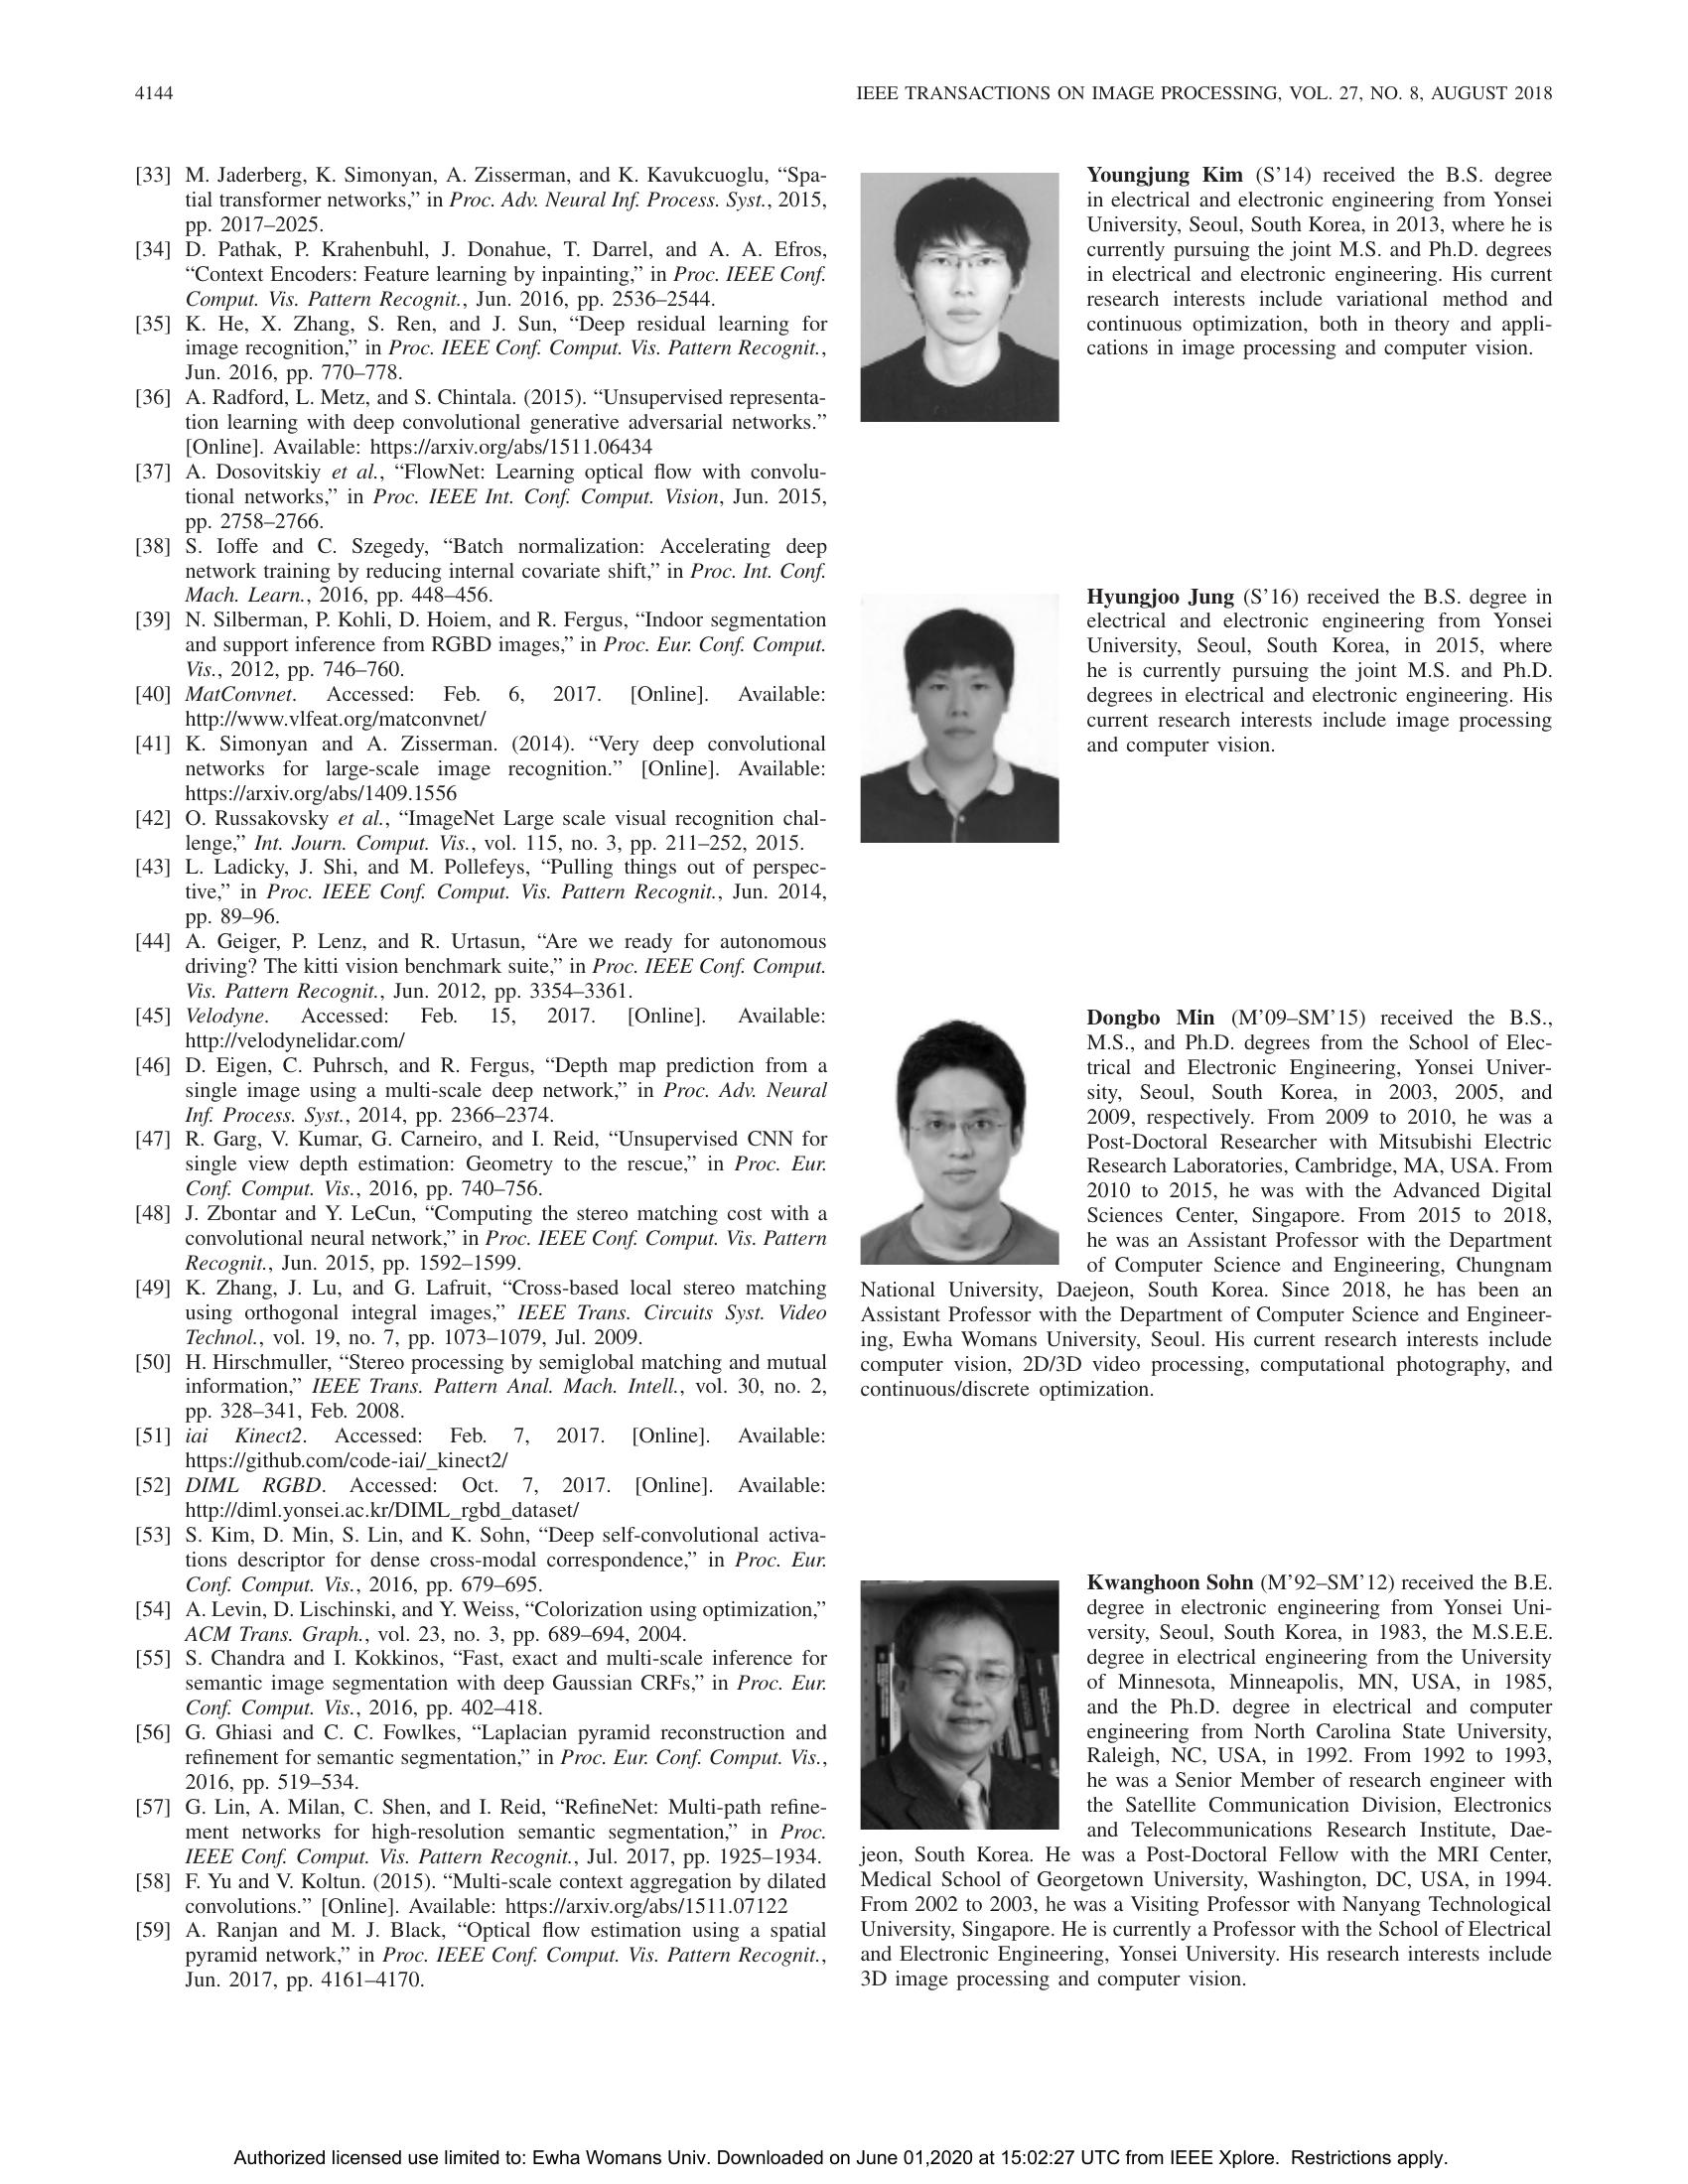 4144
IEEE TRANSACTIONS ON IMAGE PROCESSING, VOL. 27, NO. 8, AUGUST 2018
[33] M. Jaderberg, K. Simonyan, A. Zisserman, and K. Kavukcuoglu, “Spa-
tial transformer networks,” in Proc. Adv. Neural Inf. Process. Syst., 2015,
pp. 2017–2025.
[34] D. Pathak, P. Krahenbuhl, J. Donahue, T. Darrel, and A. A. Efros,
“Context Encoders: Feature learning by inpainting,” in Proc. IEEE Conf.
Comput. Vis. Pattern Recognit., Jun. 2016, pp. 2536–2544.
[35] K. He, X. Zhang, S. Ren, and J. Sun, “Deep residual learning for
image recognition,” in Proc. IEEE Conf. Comput. Vis. Pattern Recognit.,
Jun. 2016, pp. 770–778.
[36] A. Radford, L. Metz, and S. Chintala. (2015). “Unsupervised representa-
tion learning with deep convolutional generative adversarial networks.”
[Online]. Available: https://arxiv.org/abs/1511.06434
[37] A. Dosovitskiy et al., “FlowNet: Learning optical flow with convolu-
tional networks,” in Proc. IEEE Int. Conf. Comput. Vision, Jun. 2015,
pp. 2758–2766.
[38] S. Ioffe and C. Szegedy, “Batch normalization: Accelerating deep
network training by reducing internal covariate shift,” in Proc. Int. Conf.
Mach. Learn., 2016, pp. 448–456.
[39] N. Silberman, P. Kohli, D. Hoiem, and R. Fergus, “Indoor segmentation
and support inference from RGBD images,” in Proc. Eur. Conf. Comput.
Vis., 2012, pp. 746–760.
[40] MatConvnet. Accessed: Feb. 6, 2017. [Online]. Available:
http://www.vlfeat.org/matconvnet/
[41] K. Simonyan and A. Zisserman. (2014). “Very deep convolutional
networks for large-scale image recognition.” [Online]. Available:
https://arxiv.org/abs/1409.1556
[42] O. Russakovsky et al., “ImageNet Large scale visual recognition chal-
lenge,” Int. Journ. Comput. Vis., vol. 115, no. 3, pp. 211–252, 2015.
[43] L. Ladicky, J. Shi, and M. Pollefeys, “Pulling things out of perspec-
tive,” in Proc. IEEE Conf. Comput. Vis. Pattern Recognit., Jun. 2014,
pp. 89–96.
[44] A. Geiger, P. Lenz, and R. Urtasun, “Are we ready for autonomous
driving? The kitti vision benchmark suite,” in Proc. IEEE Conf. Comput.
Vis. Pattern Recognit., Jun. 2012, pp. 3354–3361.
[45] Velodyne. Accessed: Feb. 15, 2017. [Online]. Available:
http://velodynelidar.com/
[46] D. Eigen, C. Puhrsch, and R. Fergus, “Depth map prediction from a
single image using a multi-scale deep network,” in Proc. Adv. Neural
Inf. Process. Syst., 2014, pp. 2366–2374.
[47] R. Garg, V. Kumar, G. Carneiro, and I. Reid, “Unsupervised CNN for
single view depth estimation: Geometry to the rescue,” in Proc. Eur.
Conf. Comput. Vis., 2016, pp. 740–756.
[48] J. Zbontar and Y. LeCun, “Computing the stereo matching cost with a
convolutional neural network,” in Proc. IEEE Conf. Comput. Vis. Pattern
Recognit., Jun. 2015, pp. 1592–1599.
[49] K. Zhang, J. Lu, and G. Lafruit, “Cross-based local stereo matching
using orthogonal integral images,” IEEE Trans. Circuits Syst. Video
Technol., vol. 19, no. 7, pp. 1073–1079, Jul. 2009.
[50] H. Hirschmuller, “Stereo processing by semiglobal matching and mutual
information,” IEEE Trans. Pattern Anal. Mach. Intell., vol. 30, no. 2,
pp. 328–341, Feb. 2008.
[51] iai Kinect2. Accessed: Feb. 7, 2017. [Online]. Available:
https://github.com/code-iai/_kinect2/
[52] DIML RGBD. Accessed: Oct. 7, 2017. [Online]. Available:
http://diml.yonsei.ac.kr/DIML_rgbd_dataset/
[53] S. Kim, D. Min, S. Lin, and K. Sohn, “Deep self-convolutional activa-
tions descriptor for dense cross-modal correspondence,” in Proc. Eur.
Conf. Comput. Vis., 2016, pp. 679–695.
[54] A. Levin, D. Lischinski, and Y. Weiss, “Colorization using optimization,”
ACM Trans. Graph., vol. 23, no. 3, pp. 689–694, 2004.
[55] S. Chandra and I. Kokkinos, “Fast, exact and multi-scale inference for
semantic image segmentation with deep Gaussian CRFs,” in Proc. Eur.
Conf. Comput. Vis., 2016, pp. 402–418.
[56] G. Ghiasi and C. C. Fowlkes, “Laplacian pyramid reconstruction and
refinement for semantic segmentation,” in Proc. Eur. Conf. Comput. Vis.,
2016, pp. 519–534.
[57] G. Lin, A. Milan, C. Shen, and I. Reid, “RefineNet: Multi-path refine-
ment networks for high-resolution semantic segmentation,” in Proc.
IEEE Conf. Comput. Vis. Pattern Recognit., Jul. 2017, pp. 1925–1934.
[58] F. Yu and V. Koltun. (2015). “Multi-scale context aggregation by dilated
convolutions.” [Online]. Available: https://arxiv.org/abs/1511.07122
[59] A. Ranjan and M. J. Black, “Optical flow estimation using a spatial
pyramid network,” in Proc. IEEE Conf. Comput. Vis. Pattern Recognit.,
Jun. 2017, pp. 4161–4170.
Youngjung Kim (S’14) received the B.S. degree
in electrical and electronic engineering from Yonsei
University, Seoul, South Korea, in 2013, where he is
currently pursuing the joint M.S. and Ph.D. degrees
in electrical and electronic engineering. His current
research interests include variational method and
continuous optimization, both in theory and appli-
cations in image processing and computer vision.
Hyungjoo Jung (S’16) received the B.S. degree in
electrical and electronic engineering from Yonsei
University, Seoul, South Korea, in 2015, where
he is currently pursuing the joint M.S. and Ph.D.
degrees in electrical and electronic engineering. His
current research interests include image processing
and computer vision.
Dongbo Min (M’09–SM’15) received the B.S.,
M.S., and Ph.D. degrees from the School of Elec-
trical and Electronic Engineering, Yonsei Univer-
sity, Seoul, South Korea, in 2003, 2005, and
2009, respectively. From 2009 to 2010, he was a
Post-Doctoral Researcher with Mitsubishi Electric
Research Laboratories, Cambridge, MA, USA. From
2010 to 2015, he was with the Advanced Digital
Sciences Center, Singapore. From 2015 to 2018,
he was an Assistant Professor with the Department
of Computer Science and Engineering, Chungnam
National University, Daejeon, South Korea. Since 2018, he has been an
Assistant Professor with the Department of Computer Science and Engineer-
ing, Ewha Womans University, Seoul. His current research interests include
computer vision, 2D/3D video processing, computational photography, and
continuous/discrete optimization.
Kwanghoon Sohn (M’92–SM’12) received the B.E.
degree in electronic engineering from Yonsei Uni-
versity, Seoul, South Korea, in 1983, the M.S.E.E.
degree in electrical engineering from the University
of Minnesota, Minneapolis, MN, USA, in 1985,
and the Ph.D. degree in electrical and computer
engineering from North Carolina State University,
Raleigh, NC, USA, in 1992. From 1992 to 1993,
he was a Senior Member of research engineer with
the Satellite Communication Division, Electronics
and Telecommunications Research Institute, Dae-
jeon, South Korea. He was a Post-Doctoral Fellow with the MRI Center,
Medical School of Georgetown University, Washington, DC, USA, in 1994.
From 2002 to 2003, he was a Visiting Professor with Nanyang Technological
University, Singapore. He is currently a Professor with the School of Electrical
and Electronic Engineering, Yonsei University. His research interests include
3D image processing and computer vision.
Authorized licensed use limited to: Ewha Womans Univ. Downloaded on June 01,2020 at 15:02:27 UTC from IEEE Xplore. Restrictions apply.